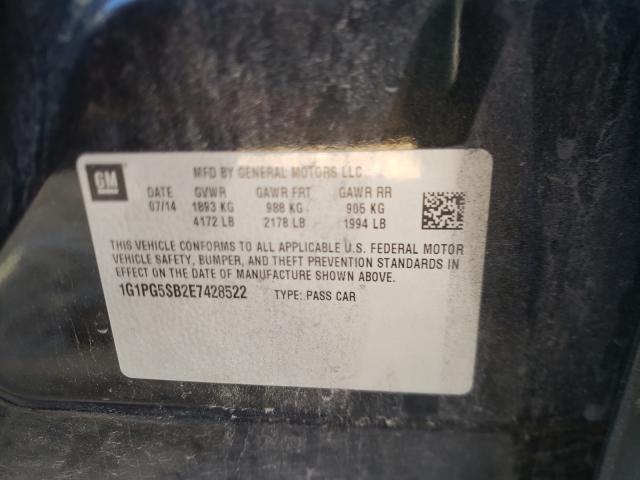 GM
MFD BY GENERAL MOTORS LLC
DATE GVWR GAWR FRT GAWR RR
07/14 1893 KG 988 KG 905 KG
4172 LB 2178 LB 1994 LB
THIS VEHICLE CONFORMS TO ALL APPLICABLE U.S. FEDERAL MOTOR
VEHICLE SAFETY, BUMPER, AND THEFT PREVENTION STANDARDS IN
EFFECT ON THE DATE OF MANUFACTURE SHOWN ABOVE.
1G1PG5SB2E7428522 TYPE: PASS CAR